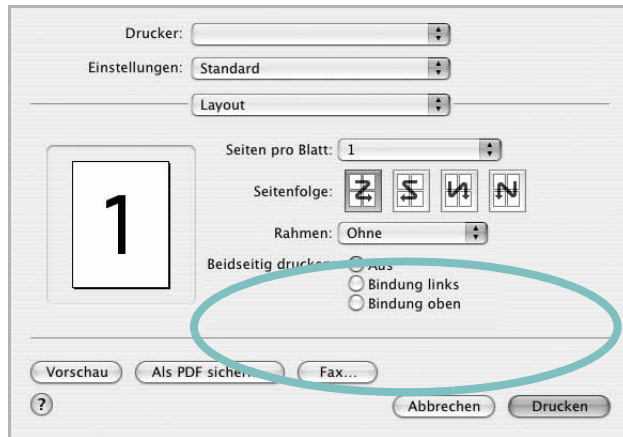 Drucker:
Einstellungen: Standard
Layout
Seiten pro Blatt: 1
1
Seitenfolge:
Rahmen: Ohne
Beidseitig drucken: Aus
Bindung links
Bindung oben
Vorschau Als PDF sichern... Fax...
? Abbrechen Drucken